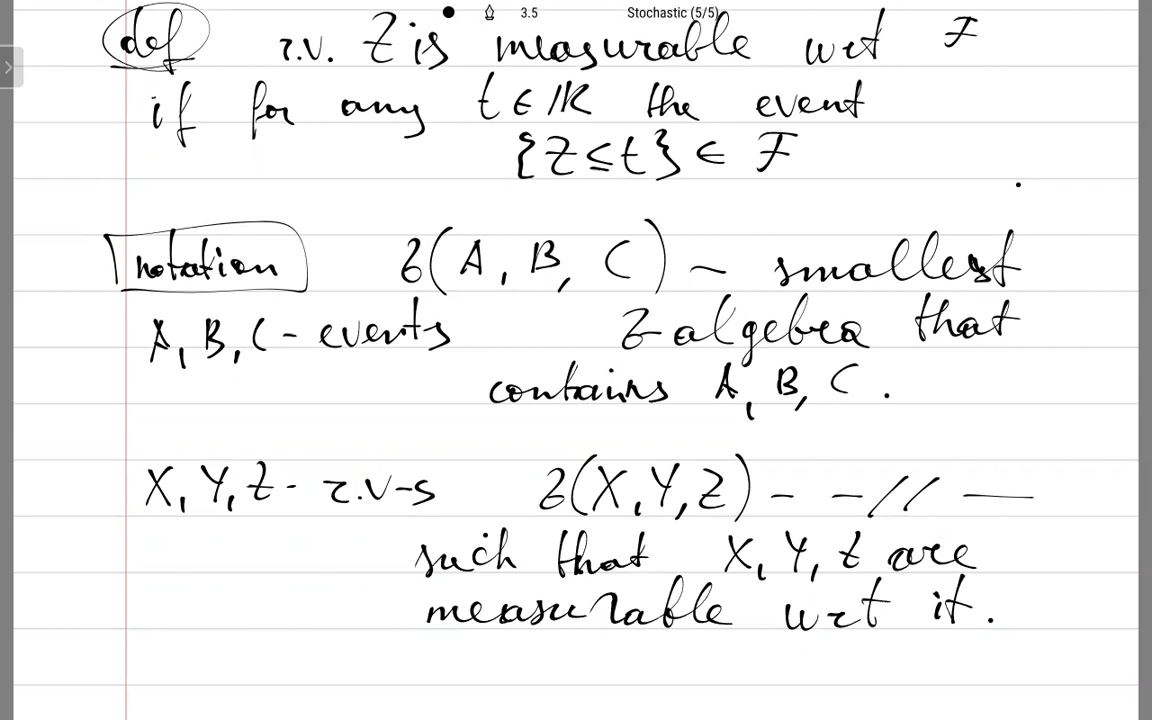 3.5 Stochastic (5/5)
def r.v. Z is measurable wrt ℱ
if for any t ∈ ℝ the event
{Z ≤ t} ∈ ℱ
notation σ(A, B, C) – smallest
A, B, C – events σ-algebra that
contains A, B, C.
X, Y, Z - r.v-s σ(X, Y, Z) – –//—
such that X, Y, Z are
measurable wrt it.